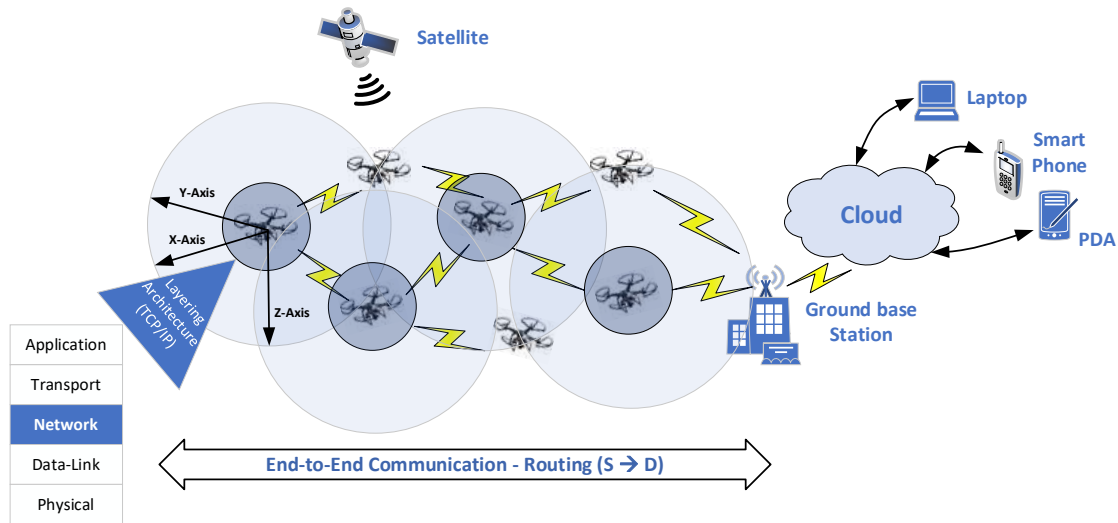 Satellite
Laptop
Smart
Phone
Cloud
PDA
Y-Axis
X-Axis
Z-Axis
Layering
Architecture
(TCP/IP)
Ground base
Station
Application
Transport
Network
Data-Link
Physical
End-to-End Communication - Routing (S → D)